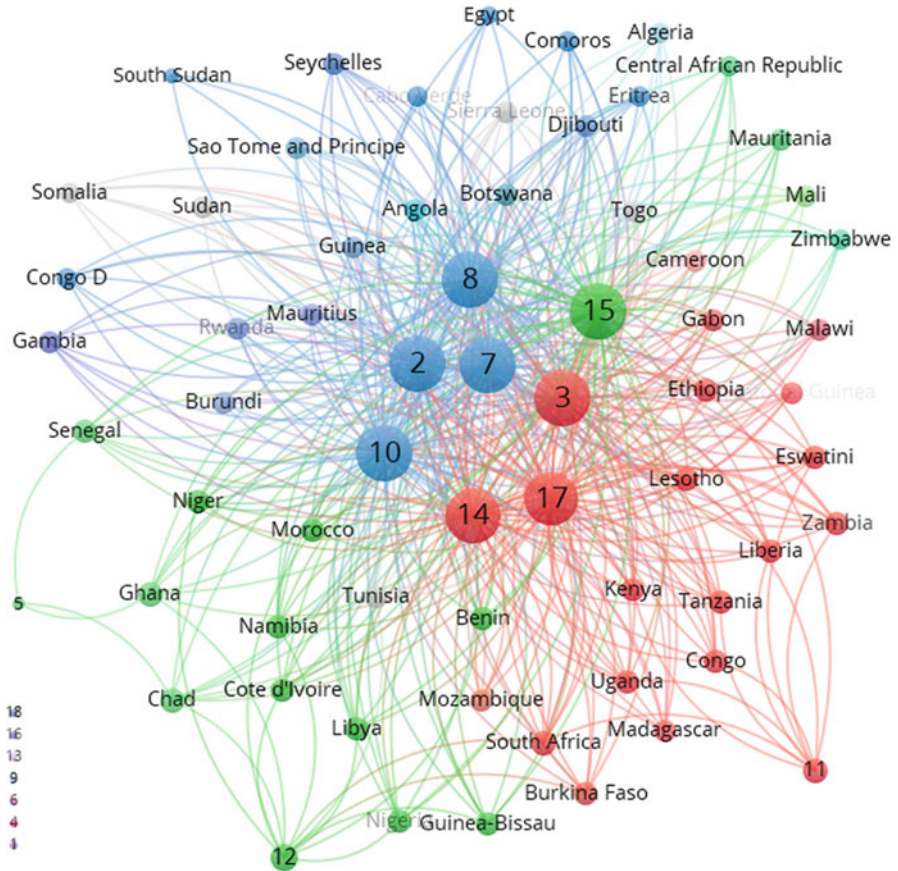 Egypt
Comoros
Algeria
Seychelles
Central African Republic
South Sudan
Cabo Verde
Eritrea
Sierra Leone
Djibouti
Mauritania
Sao Tome and Principe
Somalia
Botswana
Mali
Sudan
Angola
Togo
Zimbabwe
Guinea
Cameroon
Congo D
8
15
Mauritius
Gabon
Rwanda
Malawi
Gambia
2
7
Ethiopia
Guinea
3
Burundi
Senegal
10
Eswatini
Lesotho
Niger
17
14
Zambia
Morocco
Liberia
Ghana
Tunisia
Kenya
Tanzania
5
Benin
Namibia
Congo
Uganda
Cote d'Ivoire
Chad
Mozambique
18
Libya
Madagascar
16
South Africa
13
11
9
Burkina Faso
6
Nigeria
Guinea-Bissau
4
1
12